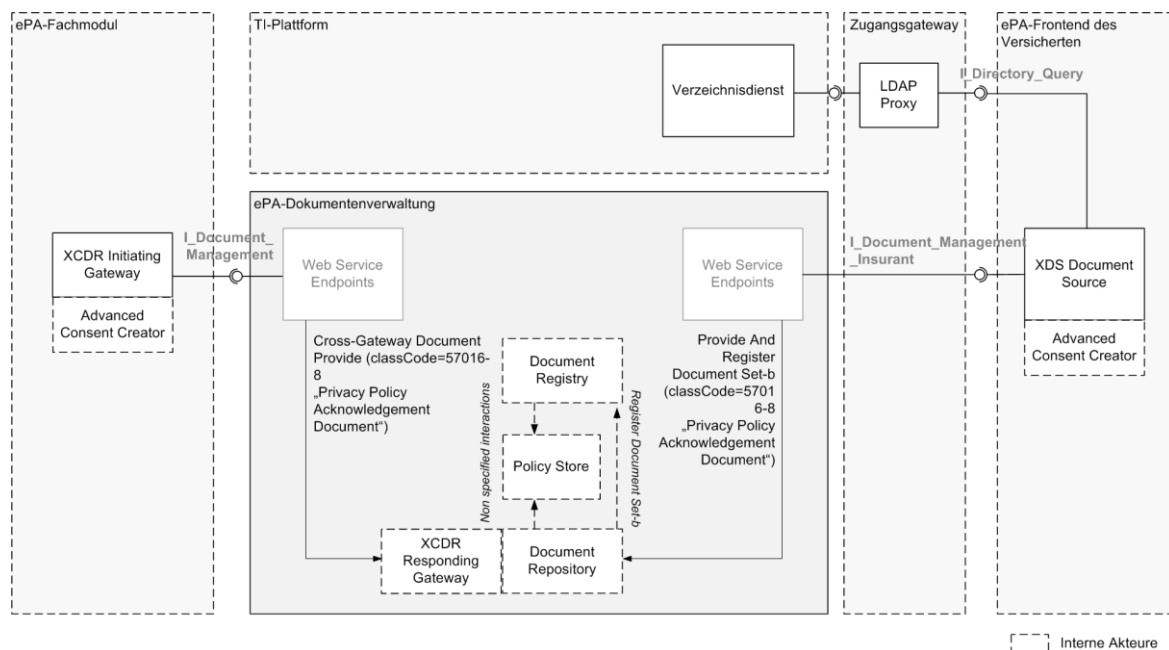 ePA-Fachmodul
TI-Plattform
Zugangsgateway
ePA-Frontend des
Versicherten
Verzeichnisdienst
LDAP
Proxy
I_Directory_Query
ePA-Dokumentenverwaltung
XCDR Initiating
Gateway
Advanced
Consent Creator
I_Document_
Management
Web Service
Endpoints
Web Service
Endpoints
I_Document_Management
_Insurant
XDS Document
Source
Advanced
Consent Creator
Cross-Gateway Document
Provide (classCode=57016-
8
„Privacy Policy
Acknowledgement
Document“)
Document
Registry
Provide And
Register
Document Set-b
(classCode=5701
6-8
„Privacy Policy
Acknowledgement
Document“)
Non specified interactions
Register Document Set-b
Policy Store
XCDR
Responding
Gateway
Document
Repository
Interne Akteure